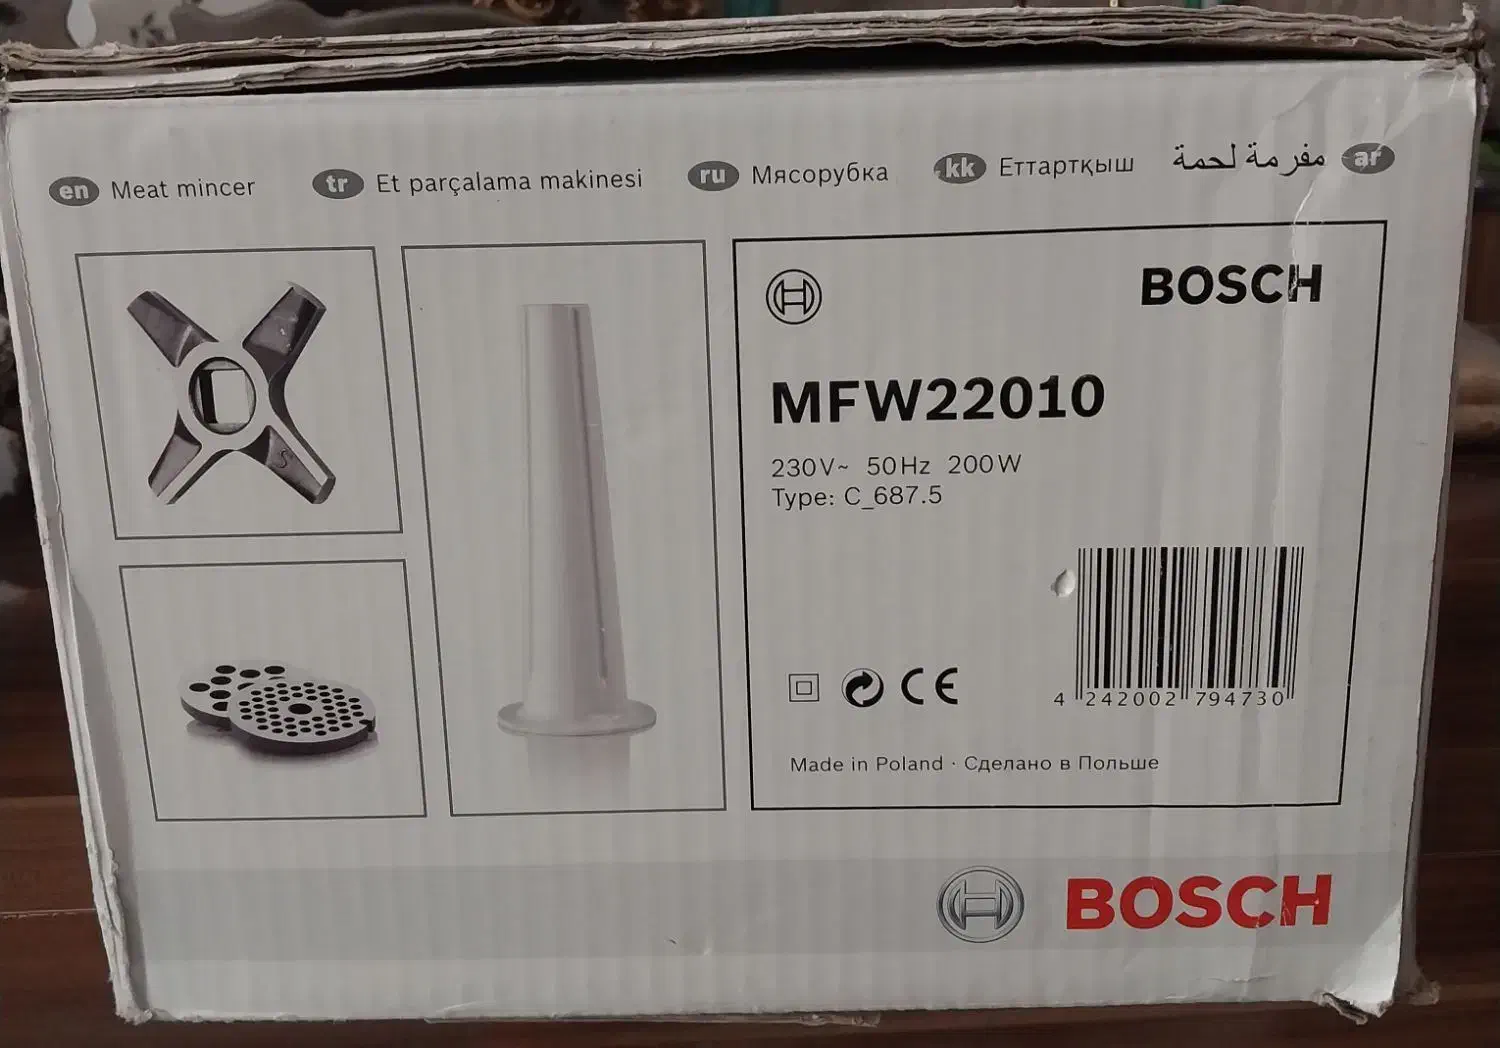 en Meat mincer tr Et parçalama makinesi ru Мясорубка kk Еттартқыш مفرمة لحمة ar
BOSCH
MFW22010
230V~ 50Hz 200W
Type: C_687.5
S
CE
4 242002 794730
Made in Poland · Сделано в Польше
BOSCH